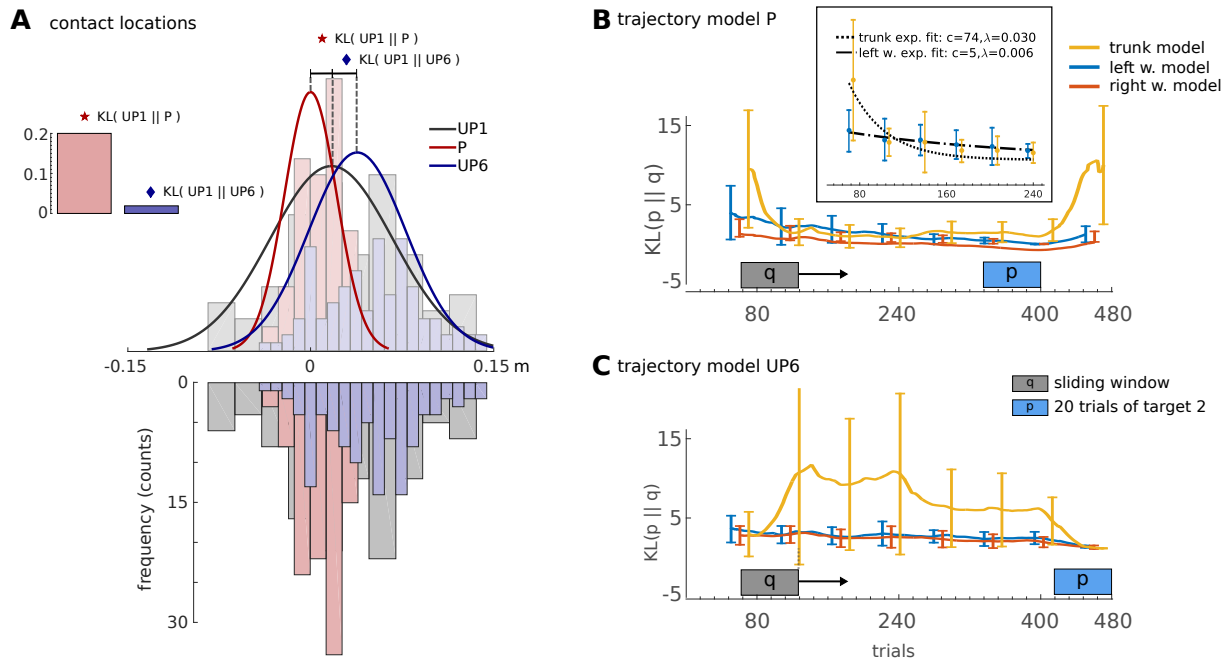 A contact locations
★ KL( UP1 || P )
♦ KL( UP1 || UP6 )
★ KL( UP1 || P )
0.2
0.1
0
♦ KL( UP1 || UP6 )
UP1
P
UP6
-0.15
0
0.15 m
frequency (counts)
0
15
30
B trajectory model P
trunk exp. fit: c=74,λ=0.030
left w. exp. fit: c=5,λ=0.006
80
160
240
trunk model
left w. model
right w. model
KL(p || q)
15
5
-5
q
p
80
240
400
480
C trajectory model UP6
q sliding window
p 20 trials of target 2
KL(p || q)
15
5
-5
q
p
80
240
400
480
trials